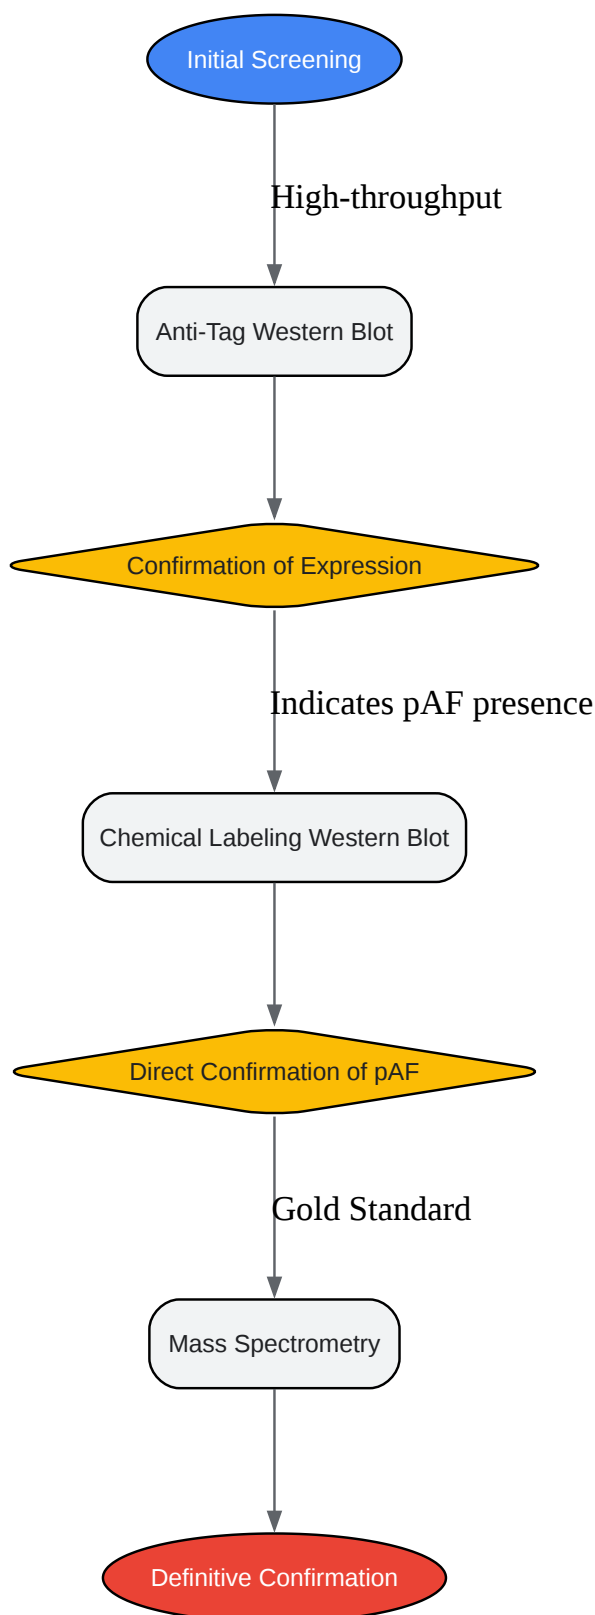 Initial Screening
High-throughput
Anti-Tag Western Blot
Confirmation of Expression
Indicates pAF presence
Chemical Labeling Western Blot
Direct Confirmation of pAF
Gold Standard
Mass Spectrometry
Definitive Confirmation